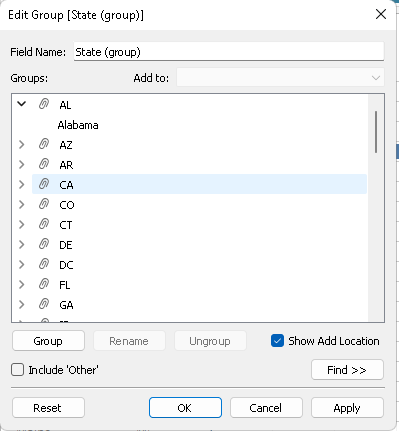 Edit Group [State (group)]
Field Name: State (group)
Groups: Add to:
AL
Alabama
AZ
AR
CA
CO
CT
DE
DC
FL
GA
Group Rename Ungroup Show Add Location
Include 'Other' Find >>
Reset OK Cancel Apply